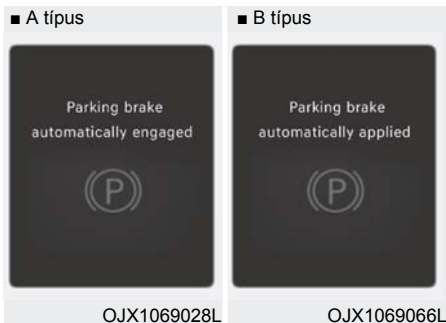 ■ A típus
Parking brake
automatically engaged
(P)
OJX1069028L
■ B típus
Parking brake
automatically applied
(P)
OJX1069066L